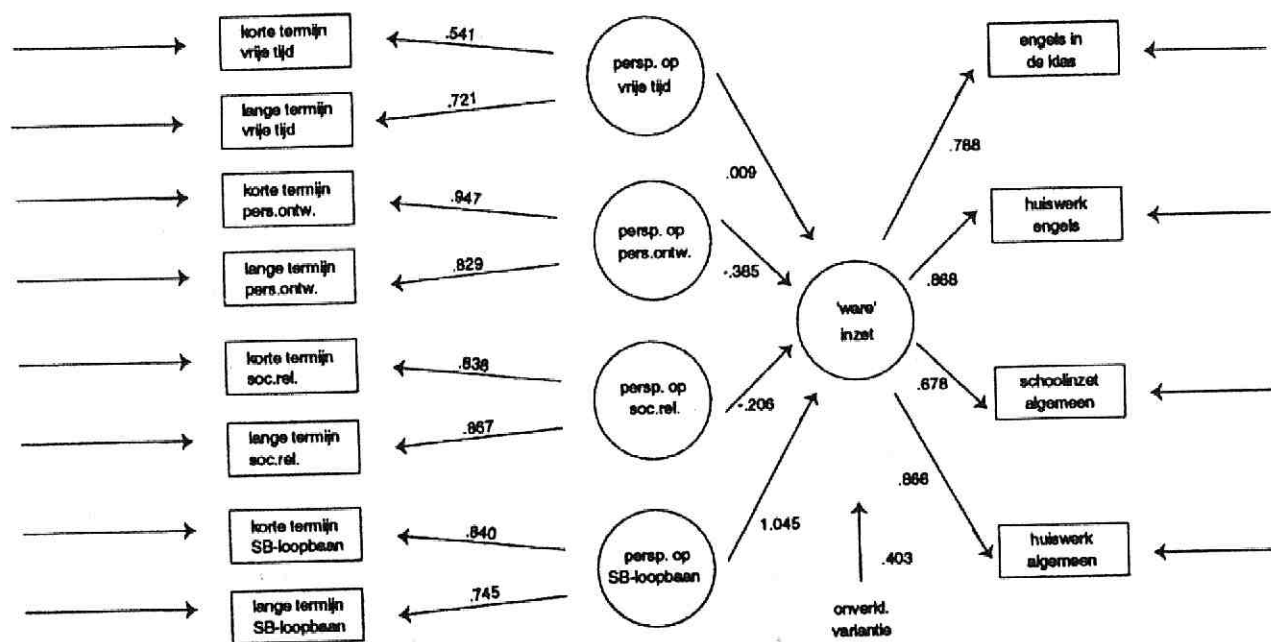 korte termijn
vrije tijd
.541
lange termijn
vrije tijd
.721
korte termijn
pers.ontw.
.947
lange termijn
pers.ontw.
.829
korte termijn
soc.rel.
.838
lange termijn
soc.rel.
.867
korte termijn
SB-loopbaan
.840
lange termijn
SB-loopbaan
.745
persp. op
vrije tijd
.009
persp. op
pers.ontw.
-.385
persp. op
soc.rel.
-.206
persp. op
SB-loopbaan
1.045
'ware'
inzet
.403
onverkl.
variantie
engels in
de klas
.788
huiswerk
engels
.868
schoolinzet
algemeen
.678
huiswerk
algemeen
.866